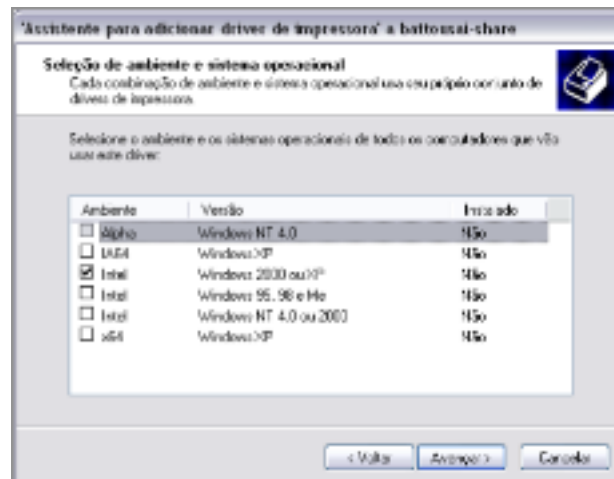 'Assistente para adicionar driver de impressora' a battousai-share
Seleção de ambiente e sistema operacional
Cada combinação de ambiente e sistema operacional usa seu próprio conjunto de
drivers de impressora.
Selecione o ambiente e os sistemas operacionais de todos os computadores que vão
usar este driver:
Ambiente Versão Instalado
Alpha Windows NT 4.0 Não
IA64 Windows XP Não
Intel Windows 2000 ou XP Não
Intel Windows 95, 98 e Me Não
Intel Windows NT 4.0 ou 2000 Não
x64 Windows XP Não
< Voltar Avançar > Cancelar